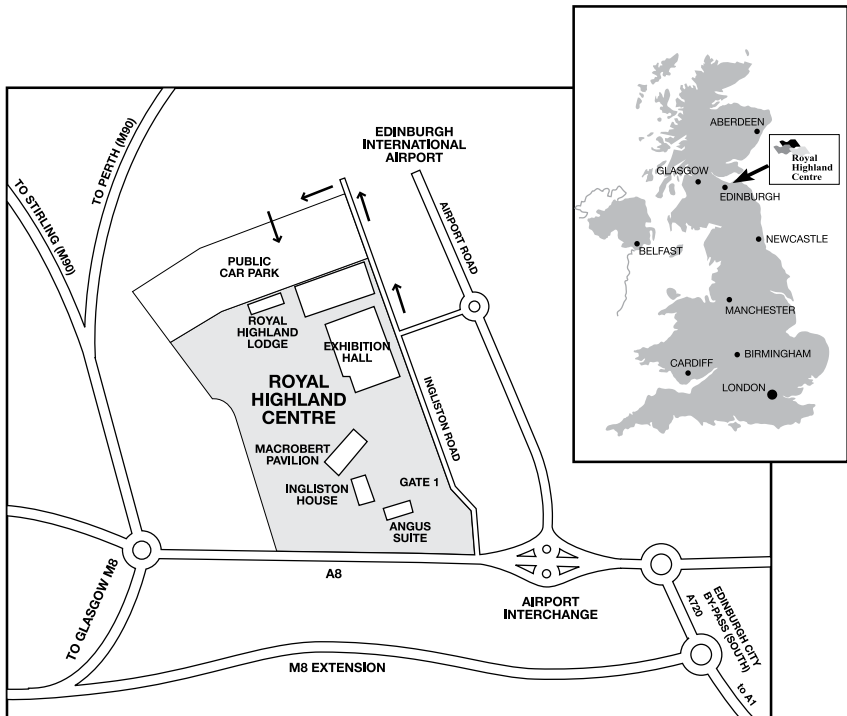 TO STIRLING (M90)
TO PERTH (M90)
EDINBURGH
INTERNATIONAL
AIRPORT
AIRPORT ROAD
PUBLIC
CAR PARK
ROYAL
HIGHLAND
LODGE
EXHIBITION
HALL
ROYAL
HIGHLAND
CENTRE
INGLISTON ROAD
MACROBERT
PAVILION
INGLISTON
HOUSE
GATE 1
ANGUS
SUITE
A8
AIRPORT
INTERCHANGE
TO GLASGOW M8
M8 EXTENSION
EDINBURGH CITY
BY-PASS (SOUTH)
A720
to A1
ABERDEEN
GLASGOW
EDINBURGH
Royal
Highland
Centre
BELFAST
NEWCASTLE
MANCHESTER
BIRMINGHAM
CARDIFF
LONDON